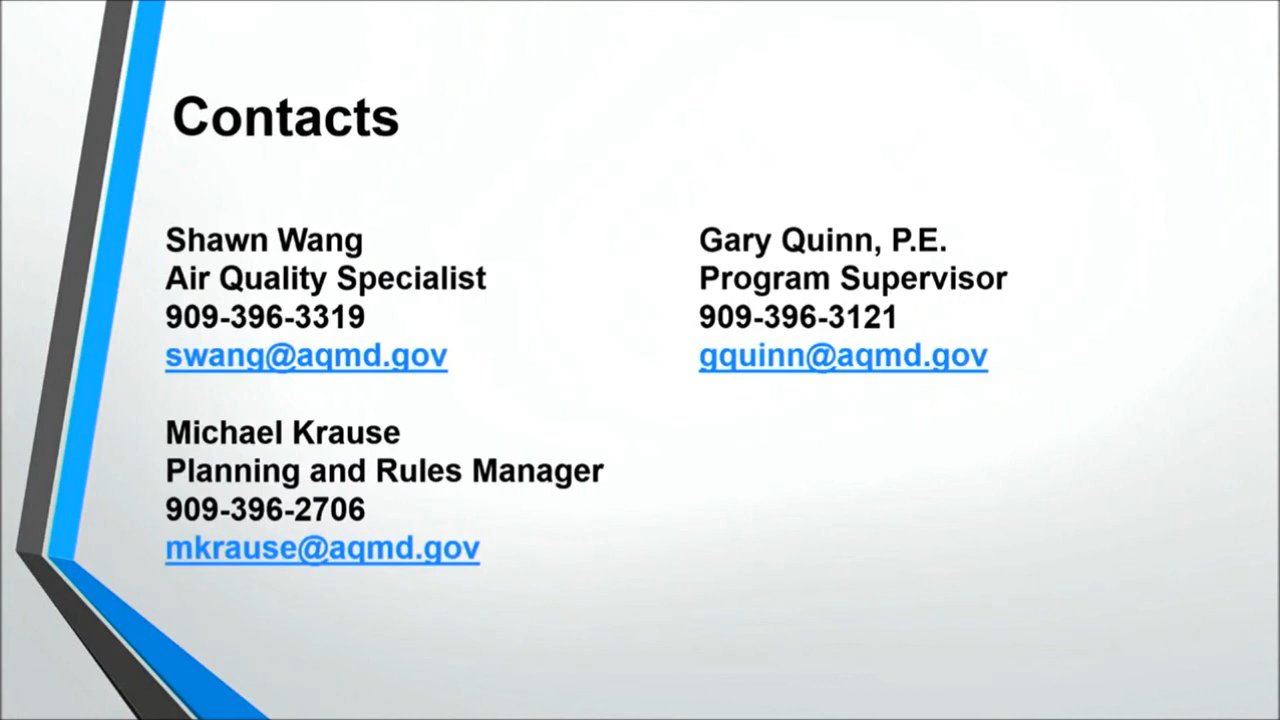 Contacts
Shawn Wang
Air Quality Specialist
909-396-3319
swang@aqmd.gov
Gary Quinn, P.E.
Program Supervisor
909-396-3121
gquinn@aqmd.gov
Michael Krause
Planning and Rules Manager
909-396-2706
mkrause@aqmd.gov